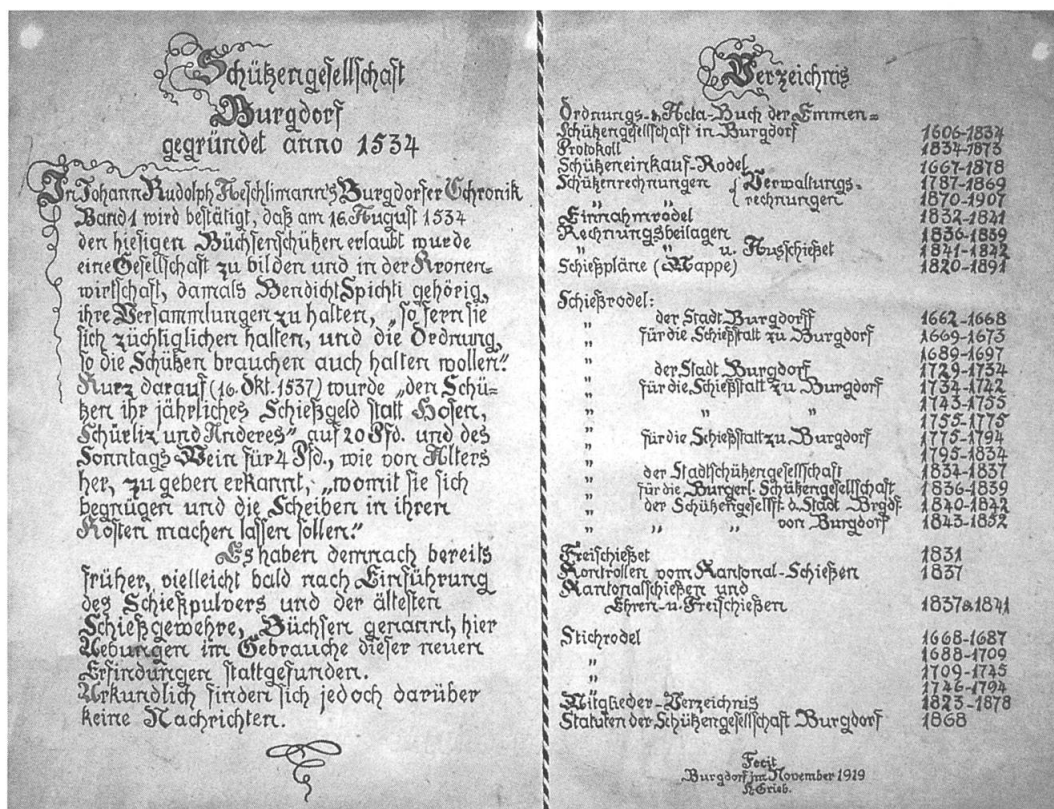 Schützengesellschaft
Burgdorf
gegründet anno 1534
In Johann Rudolph Aeschlimann's Burgdorfer Chronik
Band 1 wird bestätigt, daß am 16. August 1534
den hiesigen Büchsenschützen erlaubt wurde
eine Gesellschaft zu bilden und in der Kronen-
wirtschaft, damals Bendicht Spichti gehörig,
ihre Versammlungen zu halten, „so fern sie
sich züchtiglichen halten, und die Ordnung,
so die Schützen brauchen auch halten wollen."
Kurz darauf (16. Okt. 1537) wurde „den Schü-
tzen ihr jährliches Schießgeld statt Hosen,
Schürliz und Anderes" auf 20 Pfd. und des
Sonntags Wein für 4 Pfd., wie von Alters
her, zu geben erkannt, „womit sie sich
begnügen und die Scheiben in ihren
Kosten machen lassen sollen."
Es haben demnach bereits
früher, vielleicht bald nach Einführung
des Schießpulvers und der ältesten
Schießgewehre, Büchsen genannt, hier
Uebungen im Gebrauche dieser neuen
Erfindungen stattgefunden.
Urkundlich finden sich jedoch darüber
keine Nachrichten.
Verzeichnis
Ordnungs- & Acta-Buch der Emmen=
Schützengesellschaft in Burgdorf 1606-1834
Protokoll 1834-1873
Schützeneinkauf-Rodel 1667-1878
Schützenrechnungen { Verwaltungs- 1787-1869
„ „ { rechnungen 1870-1907
Einnahmrodel 1832-1841
Rechnungsbeilagen 1836-1859
„ u. Ausschießet 1841-1842
Schießpläne (Mappe) 1820-1891
Schießrodel:
„ der Stadt Burgdorff 1662-1668
„ für die Schießstatt zu Burgdorf 1669-1673
1689-1697
„ der Stadt Burgdorf 1729-1734
„ für die Schießstatt zu Burgdorf 1734-1742
„ 1743-1755
„ „ „ 1755-1775
„ für die Schießstatt zu Burgdorf 1775-1794
„ 1795-1834
„ der Stadtschützengesellschaft 1834-1837
„ für die Burgerl. Schützengesellschaft 1836-1839
„ der Schützengesellst. d. Stadt Brgdf. 1840-1842
„ „ „ von Burgdorf 1843-1852
Freischießet 1831
Kontrollen vom Kantonal-Schießen 1837
Kantonalschießen und
Ehren- u. Freischießen 1837 & 1841
Stichrodel 1668-1687
„ 1688-1709
„ 1709-1745
„ 1746-1794
Mitglieder-Verzeichnis 1823-1878
Statuten der Schützengesellschaft Burgdorf 1868
Fecit
Burgdorf im November 1929
H. Grieb.